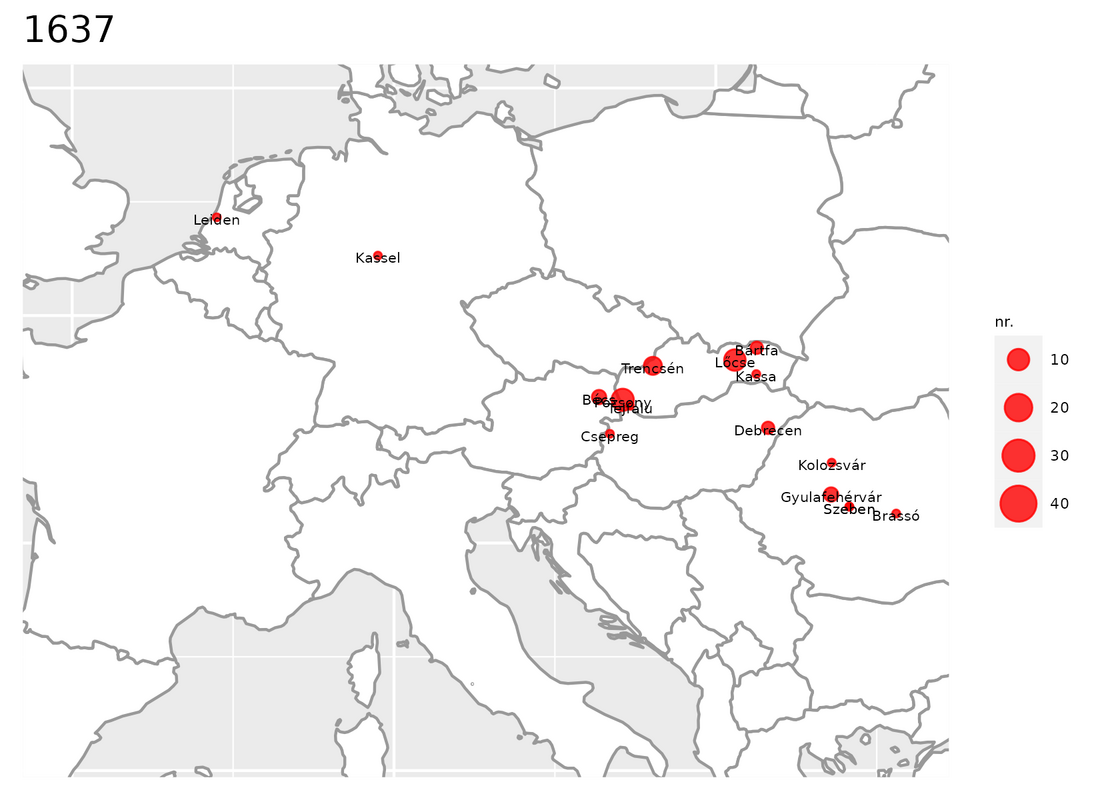 1637
Leiden
Kassel
nr.
Bártfa
10
Lőcse
Trencsén
Kassa
Bécs
Pozsony
20
Debrecen
Csepreg
30
Kolozsvár
Gyulafehérvár
40
Szeben
Brassó